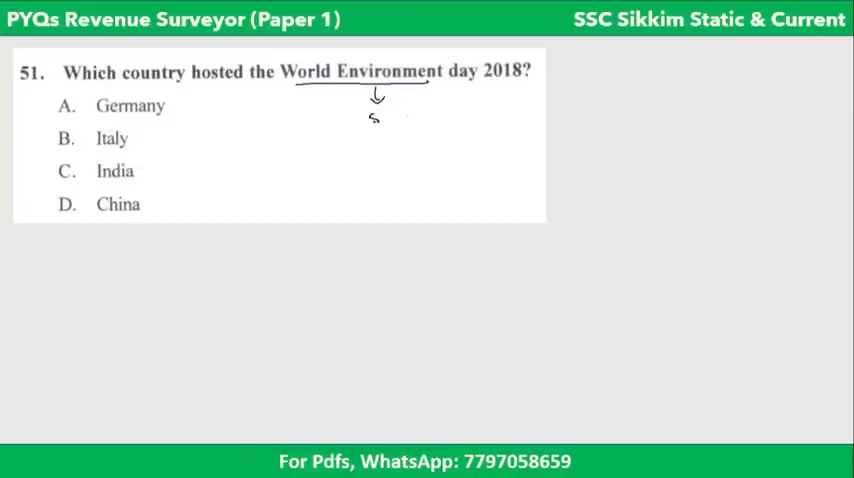 PYQs Revenue Surveyor (Paper 1)
SSC Sikkim Static & Current
51. Which country hosted the World Environment day 2018?
A. Germany
B. Italy
C. India
D. China
For Pdfs, WhatsApp: 7797058659